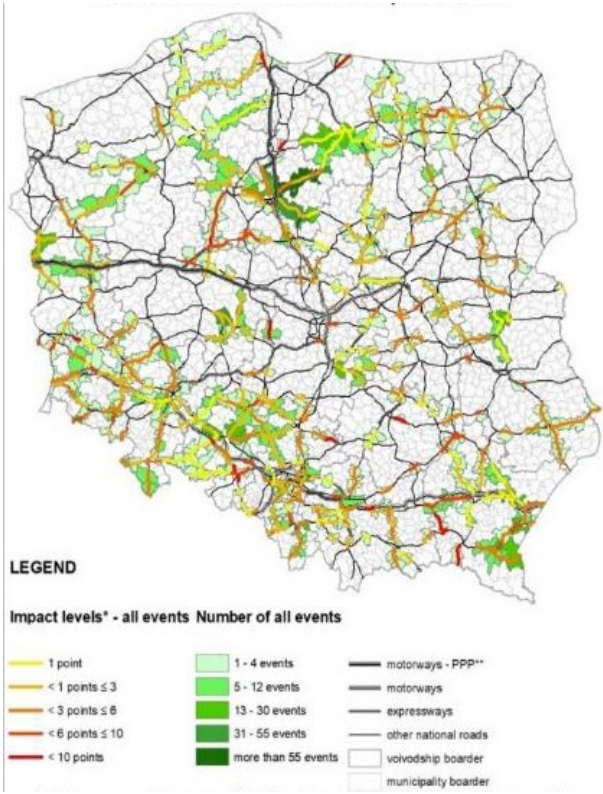 LEGEND
Impact levels* - all events Number of all events
1 point
< 1 points ≤ 3
< 3 points ≤ 6
< 6 points ≤ 10
< 10 points
1 - 4 events
5 - 12 events
13 - 30 events
31 - 55 events
more than 55 events
motorways - PPP**
motorways
expressways
other national roads
voivodship boarder
municipality boarder